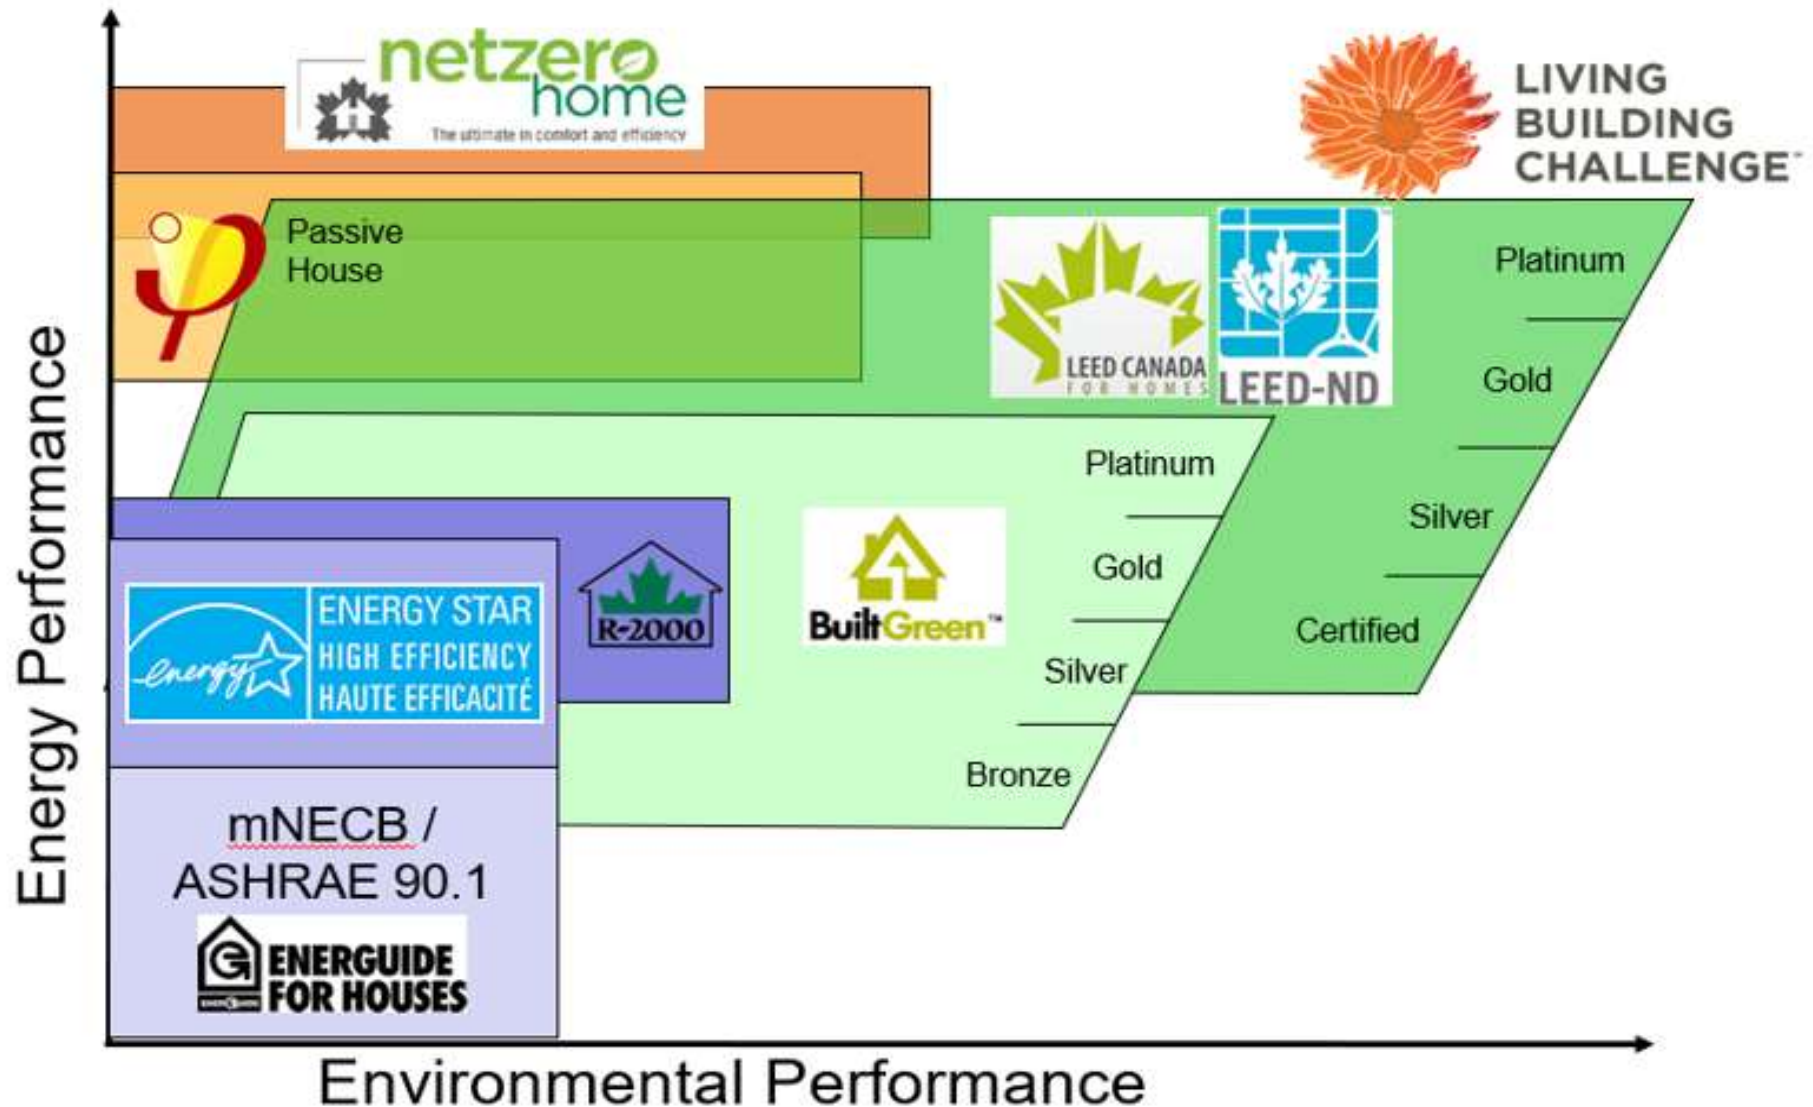 netzero
home
The ultimate in comfort and efficiency
LIVING
BUILDING
CHALLENGE™
Passive
House
LEED CANADA
FOR HOMES
LEED-ND
Platinum
Gold
Silver
Certified
Platinum
Gold
Silver
Bronze
BuiltGreen™
R-2000
energy
ENERGY STAR
HIGH EFFICIENCY
HAUTE EFFICACITÉ
mNECB /
ASHRAE 90.1
ENERGUIDE
FOR HOUSES
Energy Performance
Environmental Performance